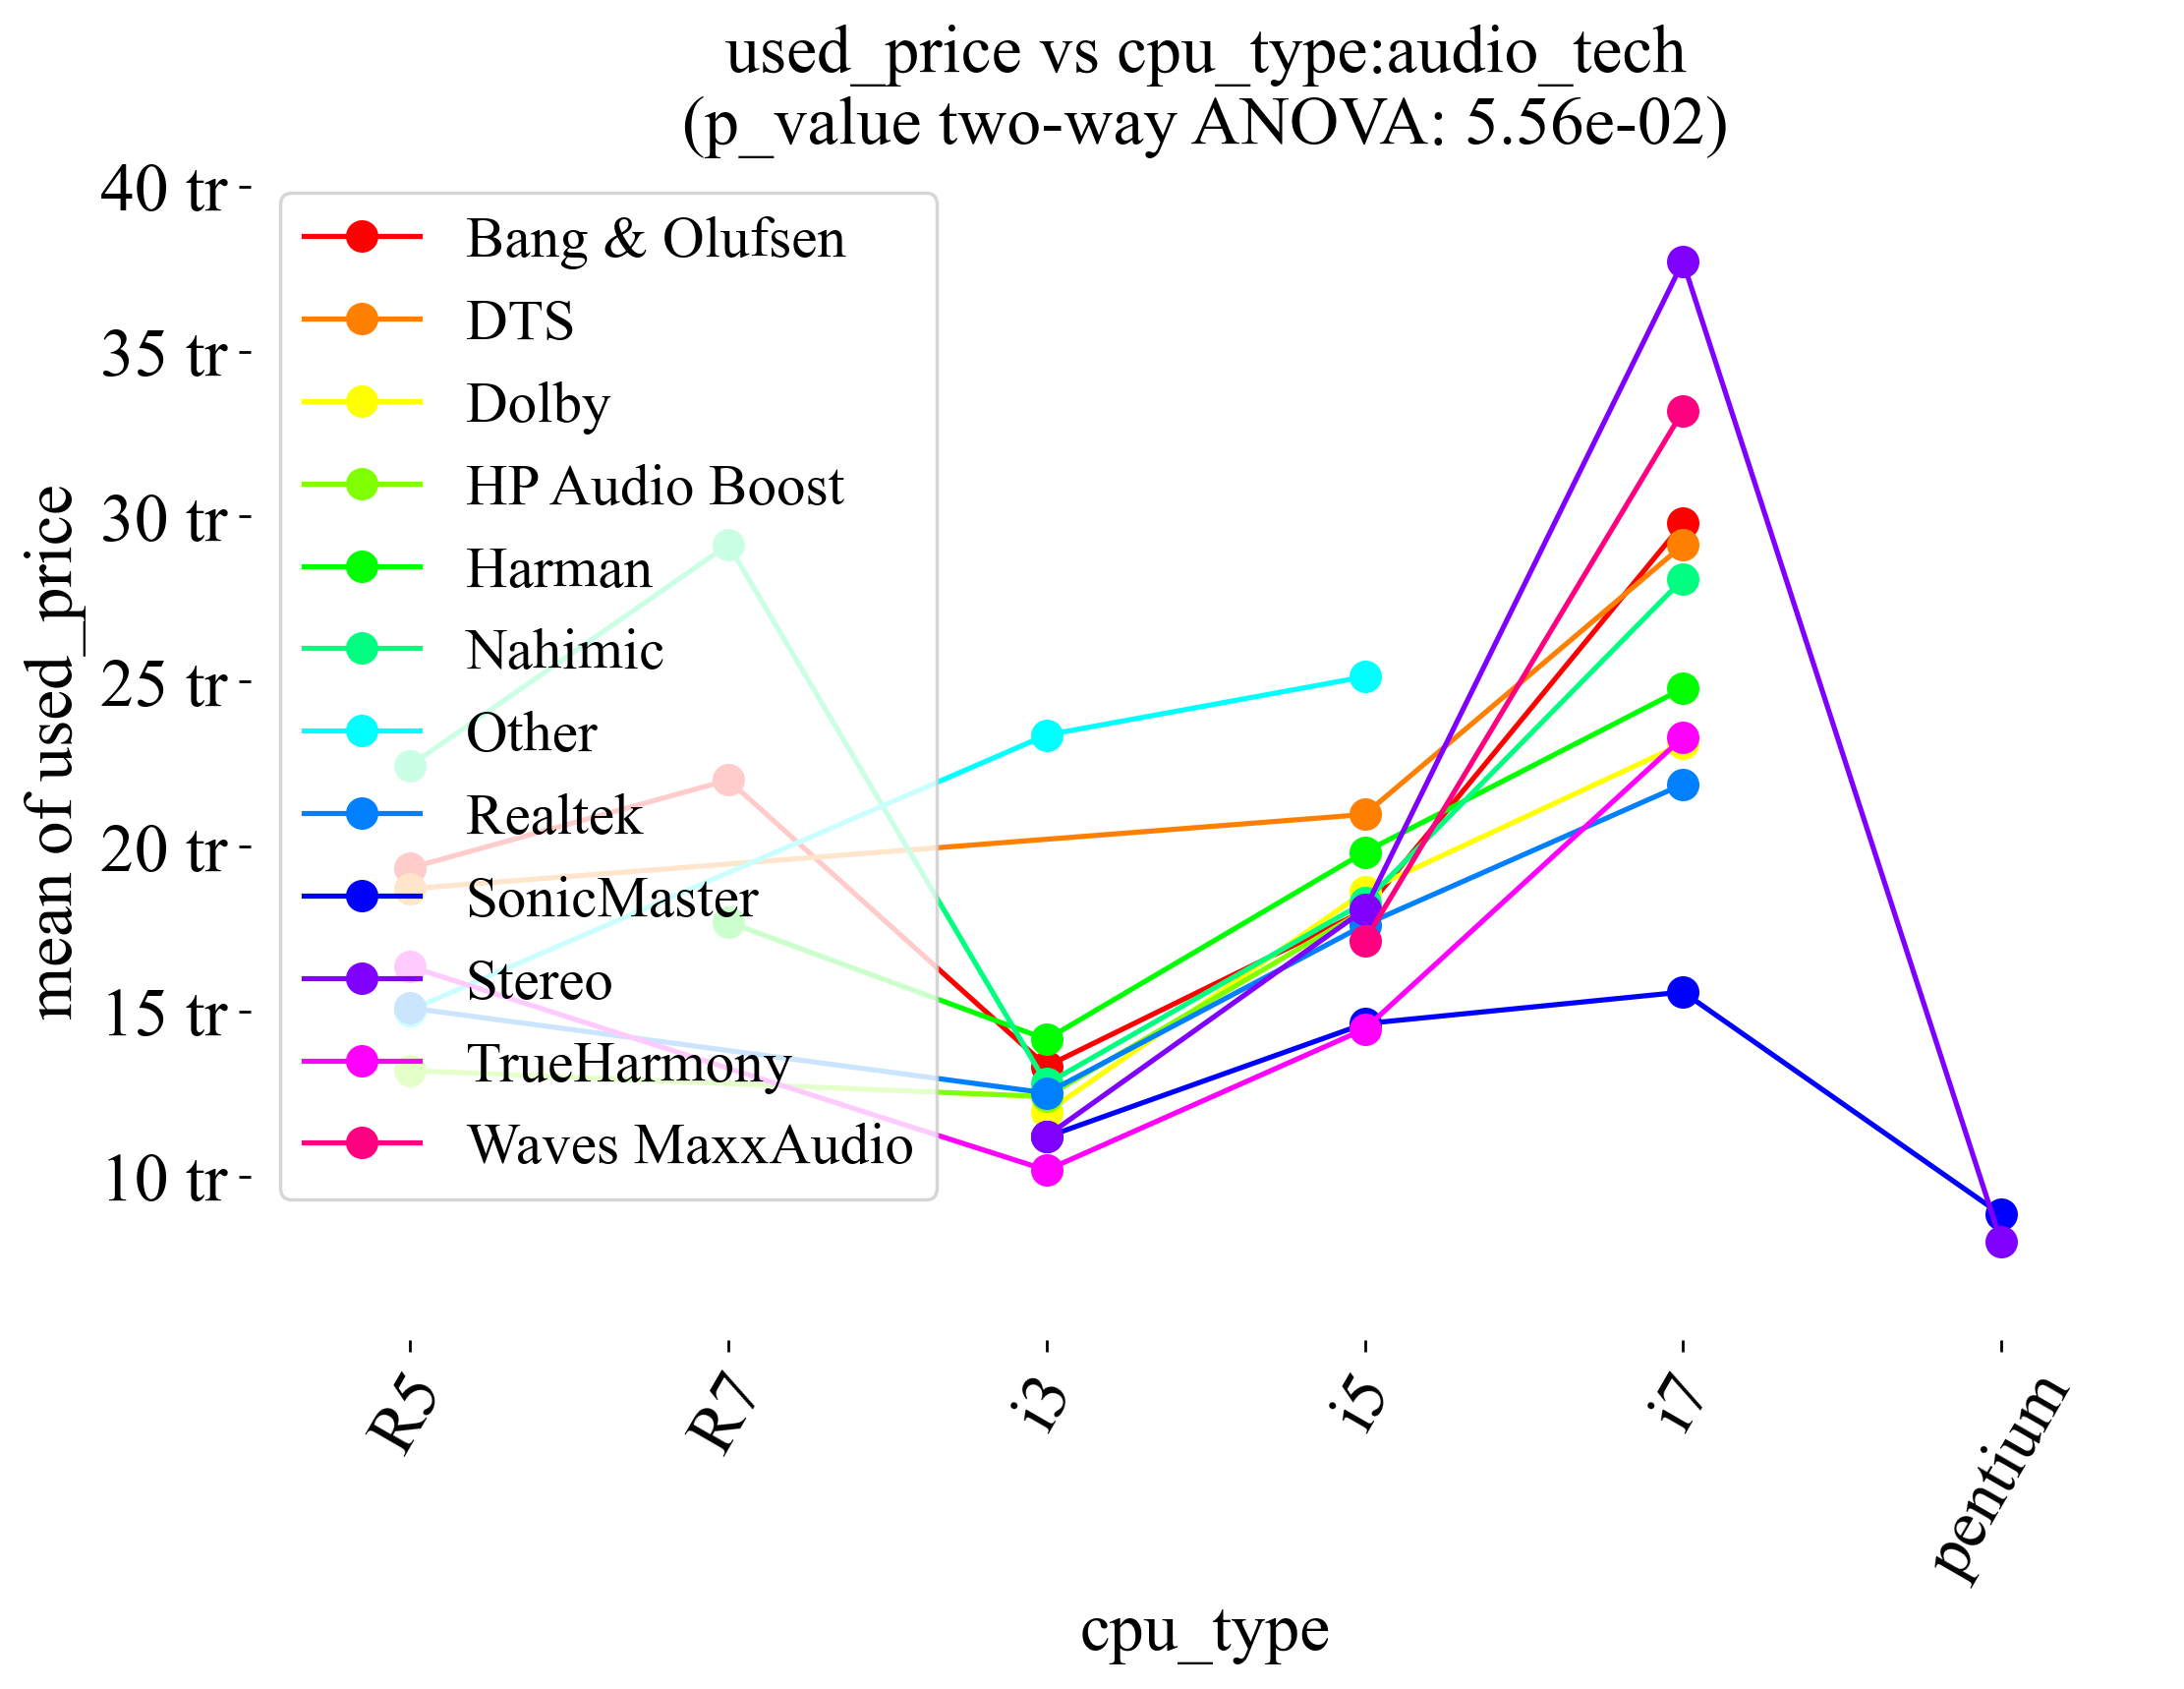 used_price vs cpu_type:audio_tech
(p_value two-way ANOVA: 5.56e-02)
40 tr
35 tr
30 tr
25 tr
20 tr
15 tr
10 tr
mean of used_price
Bang & Olufsen
DTS
Dolby
HP Audio Boost
Harman
Nahimic
Other
Realtek
SonicMaster
Stereo
TrueHarmony
Waves MaxxAudio
R5
R7
i3
i5
i7
pentium
cpu_type